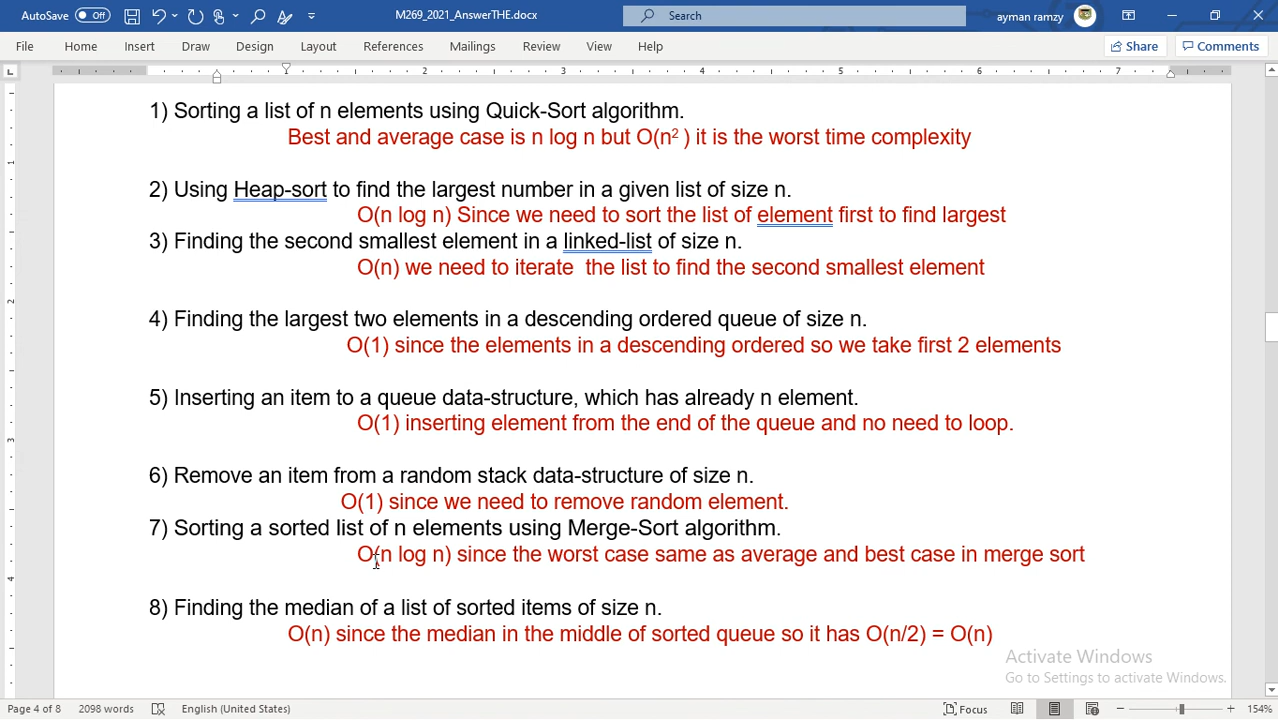 AutoSave Off M269_2021_AnswerTHE.docx Search ayman ramzy
File Home Insert Draw Design Layout References Mailings Review View Help Share Comments
2 3 4 5 6 7
1) Sorting a list of n elements using Quick-Sort algorithm.
Best and average case is n log n but O(n² ) it is the worst time complexity
2) Using Heap-sort to find the largest number in a given list of size n.
O(n log n) Since we need to sort the list of element first to find largest
3) Finding the second smallest element in a linked-list of size n.
O(n) we need to iterate  the list to find the second smallest element
4) Finding the largest two elements in a descending ordered queue of size n.
O(1) since the elements in a descending ordered so we take first 2 elements
5) Inserting an item to a queue data-structure, which has already n element.
O(1) inserting element from the end of the queue and no need to loop.
6) Remove an item from a random stack data-structure of size n.
O(1) since we need to remove random element.
7) Sorting a sorted list of n elements using Merge-Sort algorithm.
O(n log n) since the worst case same as average and best case in merge sort
8) Finding the median of a list of sorted items of size n.
O(n) since the median in the middle of sorted queue so it has O(n/2) = O(n)
Activate Windows
Go to Settings to activate Windows.
Page 4 of 8 2098 words English (United States) Focus 154%